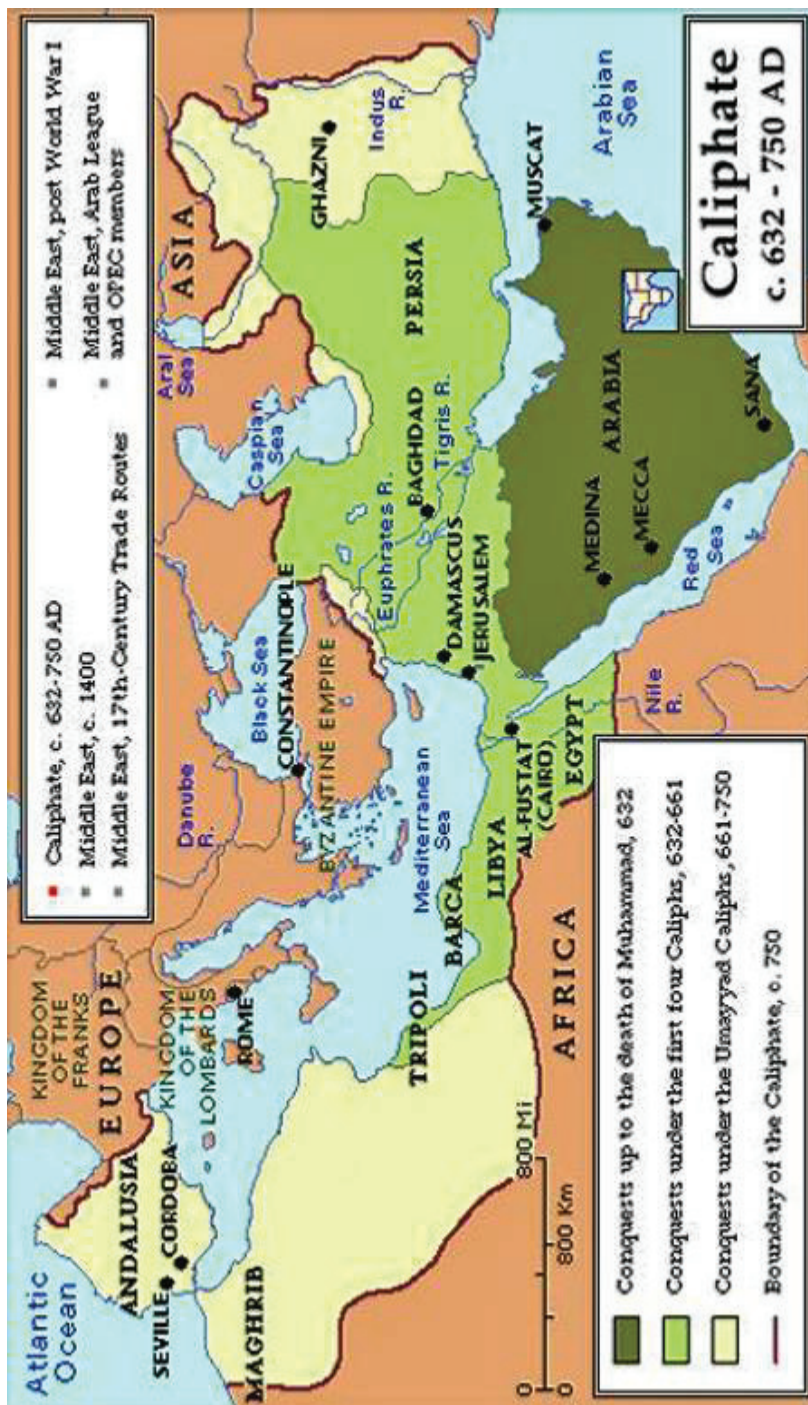 Caliphate, c. 632-750 AD
Middle East, c. 1400
Middle East, 17th-Century Trade Routes
Middle East, post World War I
Middle East, Arab League
and OPEC members
Atlantic
Ocean
EUROPE
KINGDOM
OF THE
FRANKS
KINGDOM
OF THE
LOMBARDS
ROME
ANDALUSIA
CORDOBA
SEVILLE
MAGHRIB
Danube
R.
Black Sea
CONSTANTINOPLE
BYZANTINE EMPIRE
Mediterranean
Sea
TRIPOLI
BARCA
LIBYA
AL-FUSTAT
(CAIRO)
EGYPT
AFRICA
Nile
R.
Red
Sea
JERUSALEM
DAMASCUS
Euphrates R.
BAGHDAD
Tigris R.
Caspian
Sea
Aral
Sea
ASIA
PERSIA
GHAZNI
Indus
R.
MEDINA
MECCA
ARABIA
SANA
MUSCAT
Arabian
Sea
0 800 Mi
0 800 Km
Conquests up to the death of Muhammad, 632
Conquests under the first four Caliphs, 632-661
Conquests under the Umayyad Caliphs, 661-750
Boundary of the Caliphate, c. 750
Caliphate
c. 632 - 750 AD